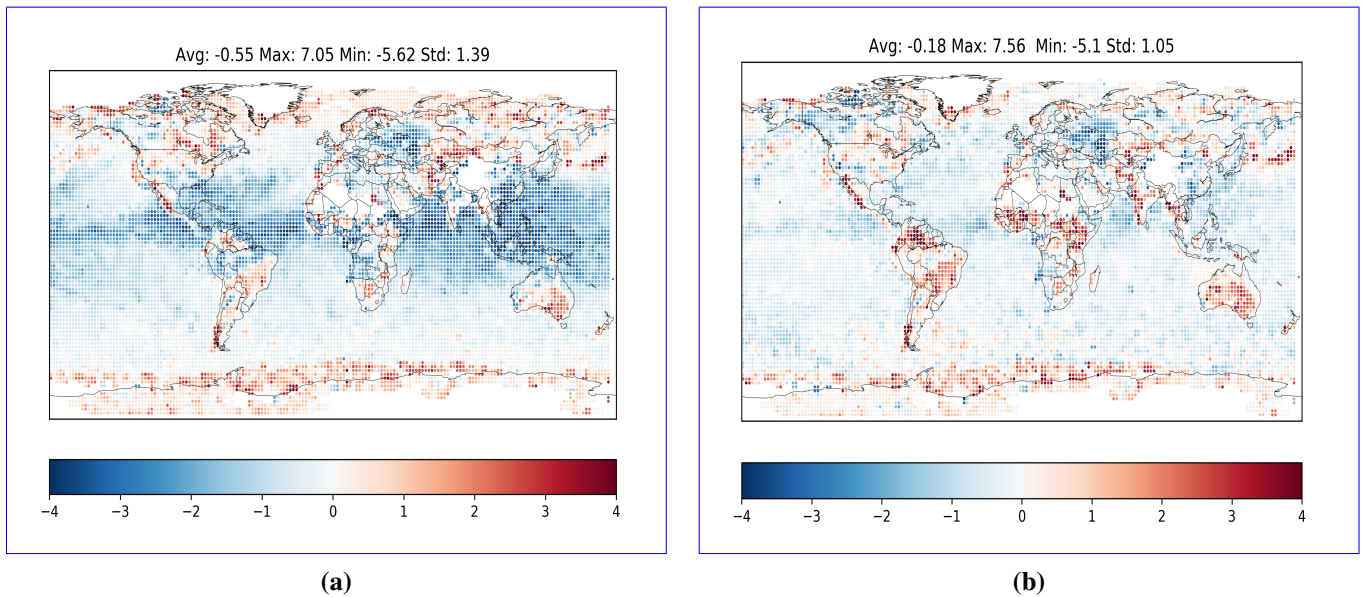 Avg: -0.55 Max: 7.05 Min: -5.62 Std: 1.39
−4 −3 −2 −1 0 1 2 3 4
(a)
Avg: -0.18 Max: 7.56 Min: -5.1 Std: 1.05
−4 −3 −2 −1 0 1 2 3 4
(b)